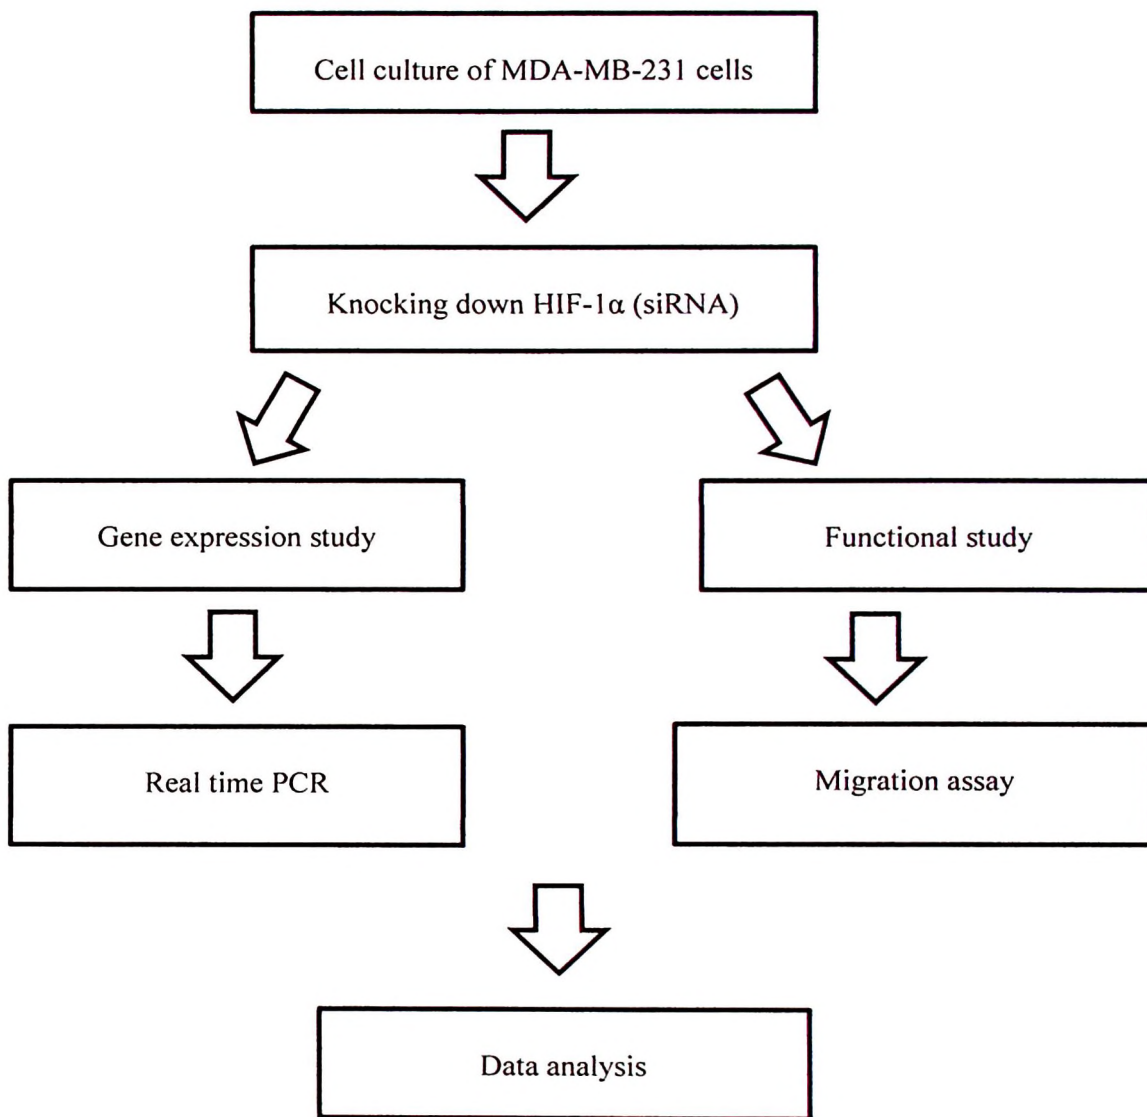 Cell culture of MDA-MB-231 cells
Knocking down HIF-1α (siRNA)
Gene expression study
Functional study
Real time PCR
Migration assay
Data analysis